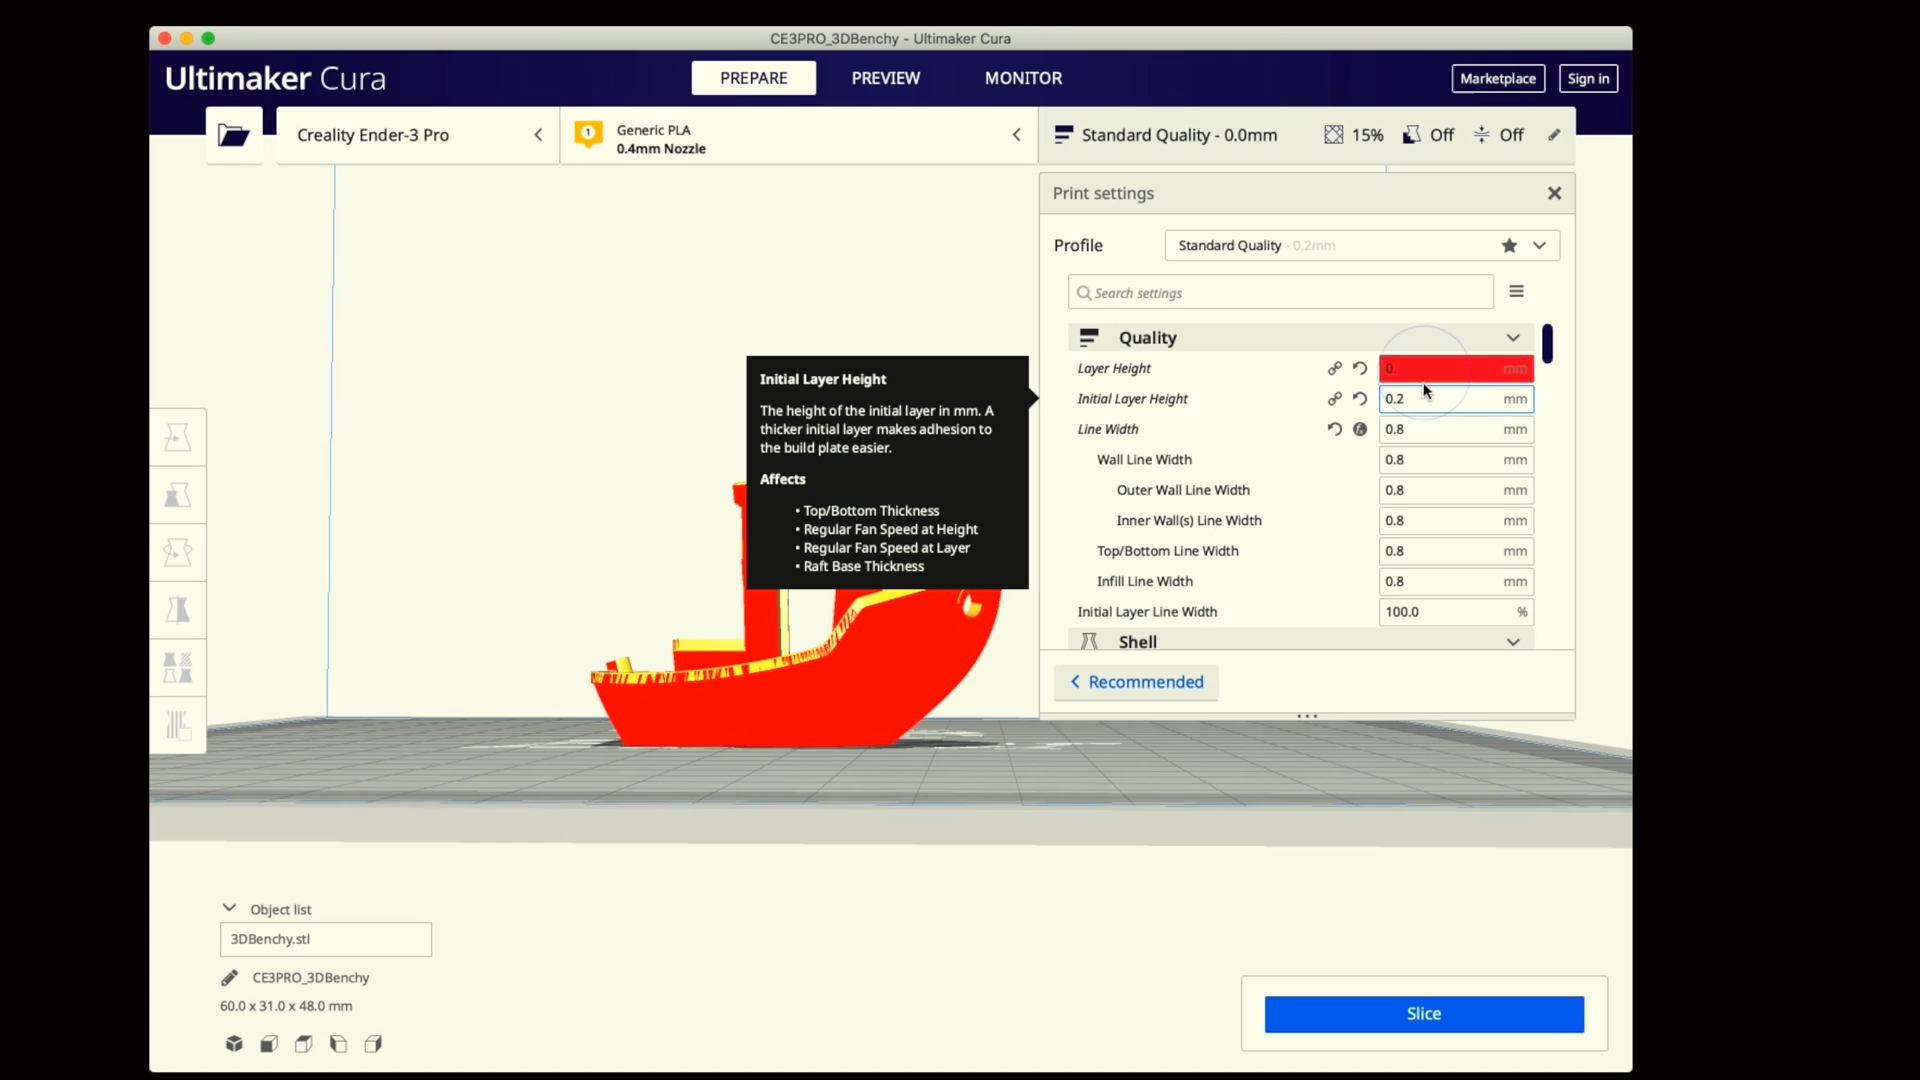 CE3PRO_3DBenchy - Ultimaker Cura
Ultimaker Cura
PREPARE
PREVIEW
MONITOR
Marketplace
Sign in
Creality Ender-3 Pro
1
Generic PLA
0.4mm Nozzle
Standard Quality - 0.0mm
15%
Off
Off
Print settings
Profile
Standard Quality - 0.2mm
Search settings
Quality
Layer Height
0.
mm
Initial Layer Height
0.2
mm
Line Width
0.8
mm
Wall Line Width
0.8
mm
Outer Wall Line Width
0.8
mm
Inner Wall(s) Line Width
0.8
mm
Top/Bottom Line Width
0.8
mm
Infill Line Width
0.8
mm
Initial Layer Line Width
100.0
%
Shell
Recommended
Initial Layer Height
The height of the initial layer in mm. A
thicker initial layer makes adhesion to
the build plate easier.
Affects
• Top/Bottom Thickness
• Regular Fan Speed at Height
• Regular Fan Speed at Layer
• Raft Base Thickness
Object list
3DBenchy.stl
CE3PRO_3DBenchy
60.0 x 31.0 x 48.0 mm
Slice